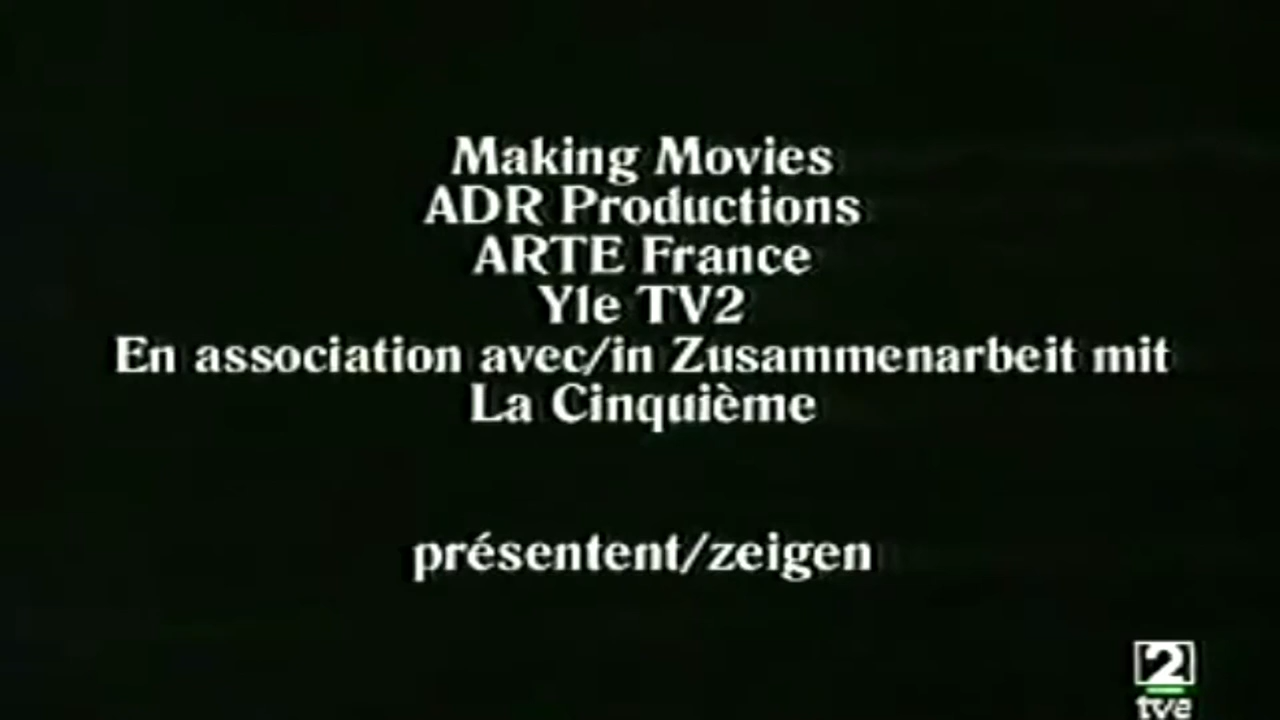 Making Movies
ADR Productions
ARTE France
Yle TV2
En association avec/in Zusammenarbeit mit
La Cinquième
présentent/zeigen
2
tve